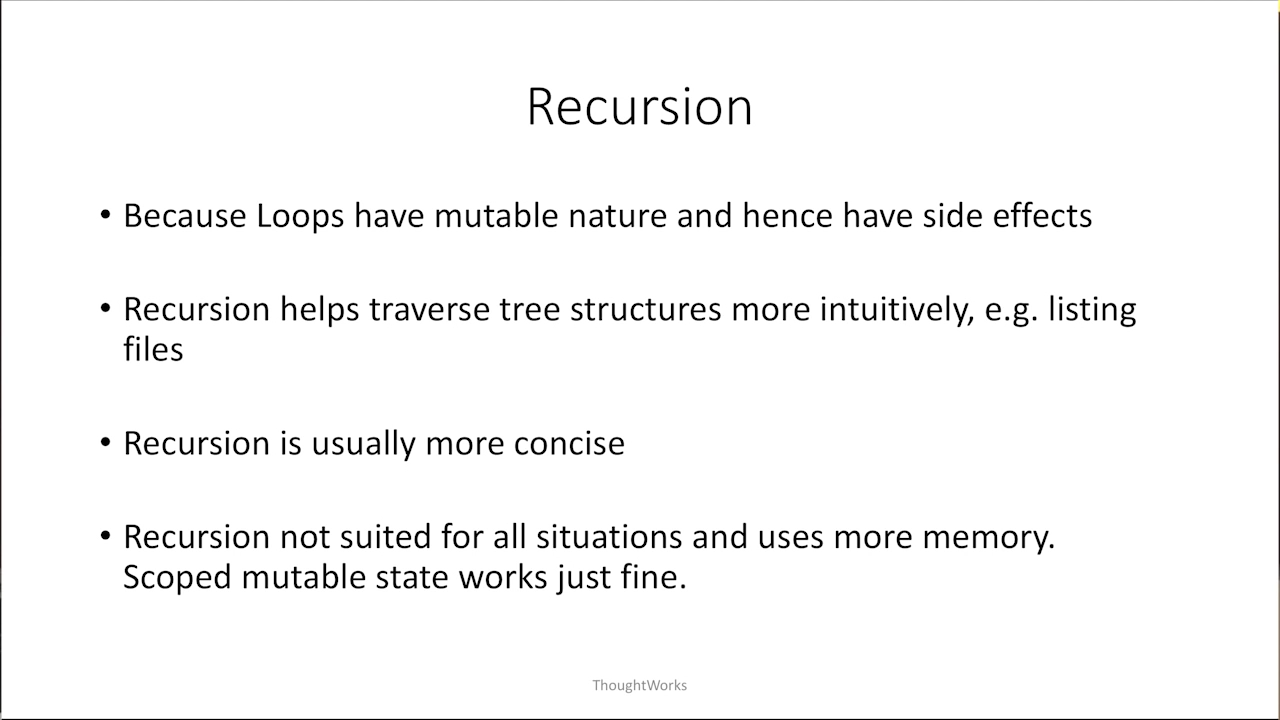 Recursion
• Because Loops have mutable nature and hence have side effects
• Recursion helps traverse tree structures more intuitively, e.g. listing
files
• Recursion is usually more concise
• Recursion not suited for all situations and uses more memory.
Scoped mutable state works just fine.
ThoughtWorks